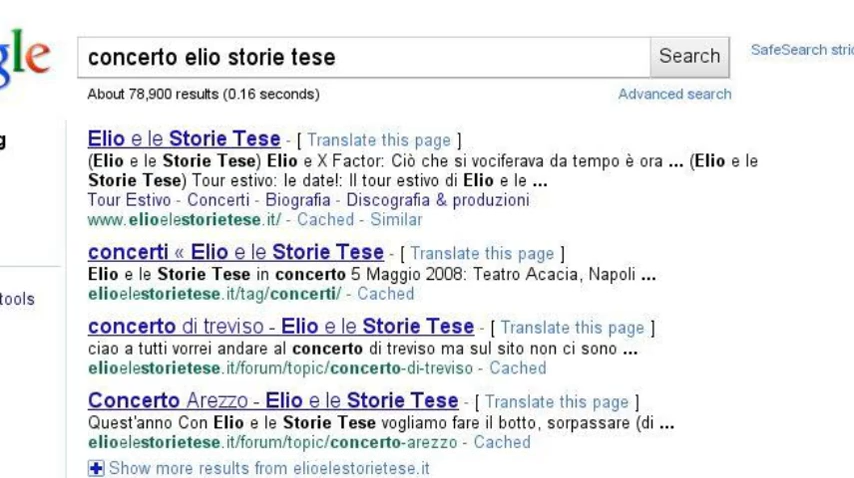 gle
concerto elio storie tese
Search
SafeSearch stric
About 78,900 results (0.16 seconds)
Advanced search
g
Elio e le Storie Tese - [ Translate this page ]
(Elio e le Storie Tese) Elio e X Factor: Ciò che si vociferava da tempo è ora ... (Elio e le
Storie Tese) Tour estivo: le date!: Il tour estivo di Elio e le ...
Tour Estivo - Concerti - Biografia - Discografia & produzioni
www.elioelestorietese.it/ - Cached - Similar
concerti « Elio e le Storie Tese - [ Translate this page ]
Elio e le Storie Tese in concerto 5 Maggio 2008: Teatro Acacia, Napoli ...
elioelestorietese.it/tag/concerti/ - Cached
tools
concerto di treviso - Elio e le Storie Tese - [ Translate this page ]
ciao a tutti vorrei andare al concerto di treviso ma sul sito non ci sono ...
elioelestorietese.it/forum/topic/concerto-di-treviso - Cached
Concerto Arezzo - Elio e le Storie Tese - [ Translate this page ]
Quest'anno Con Elio e le Storie Tese vogliamo fare il botto, sorpassare (di ...
elioelestorietese.it/forum/topic/concerto-arezzo - Cached
Show more results from elioelestorietese.it